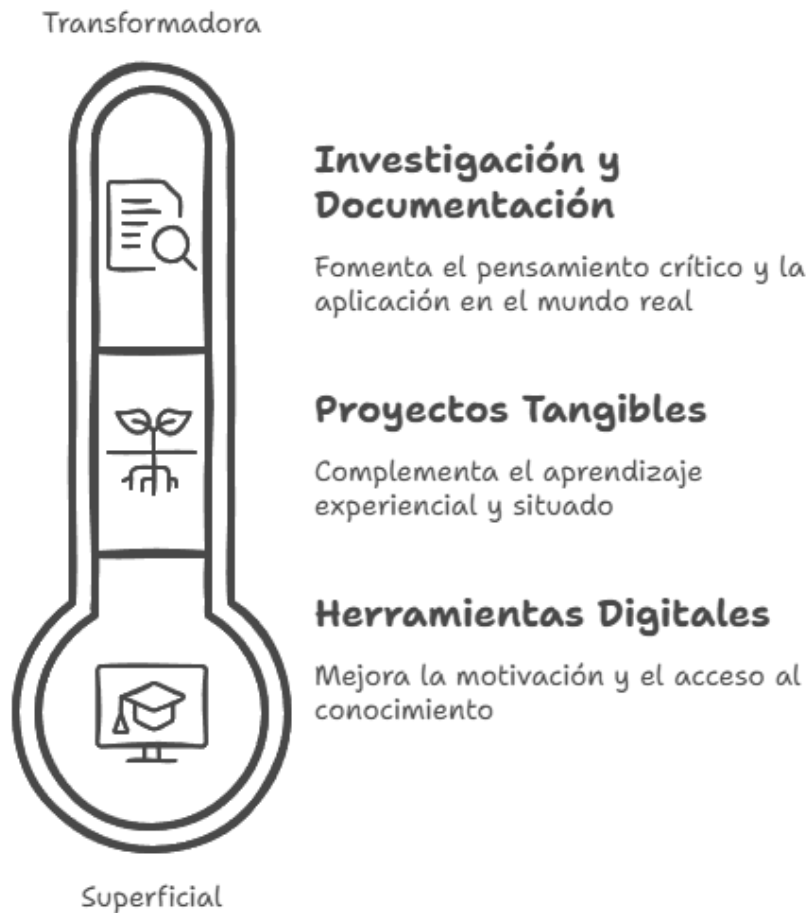 Transformadora
Investigación y
Documentación
Fomenta el pensamiento crítico y la
aplicación en el mundo real
Proyectos Tangibles
Complementa el aprendizaje
experiencial y situado
Herramientas Digitales
Mejora la motivación y el acceso al
conocimiento
Superficial